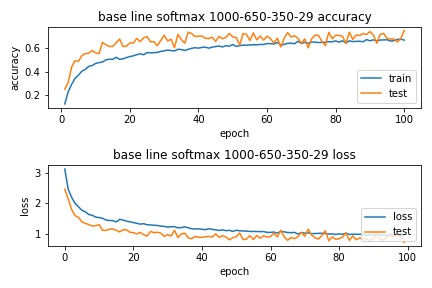 base line softmax 1000-650-350-29 accuracy
accuracy
0.6
0.4
0.2
train
test
0 20 40 60 80 100
epoch
base line softmax 1000-650-350-29 loss
loss
3
2
1
loss
test
0 20 40 60 80 100
epoch